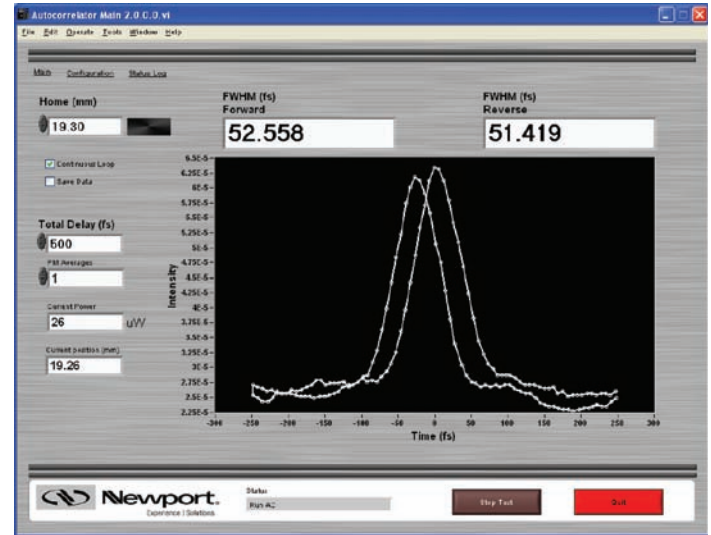 Autocorrelator Main 2.0.0.0.vi
File Edit Operate Tools Window Help
Main Configuration Status Log
Home (mm)
19.30
Continuous Loop
Save Data
Total Delay (fs)
500
PM Averages
1
Current Power
26 uW
Current position (mm)
19.26
FWHM (fs)
Forward
52.558
FWHM (fs)
Reverse
51.419
Intensity
6.5E-5
6.25E-5
6E-5
5.75E-5
5.5E-5
5.25E-5
5E-5
4.75E-5
4.5E-5
4.25E-5
4E-5
3.75E-5
3.5E-5
3.25E-5
3E-5
2.75E-5
2.5E-5
2.25E-5
-300 -250 -200 -150 -100 -50 0 50 100 150 200 250 300
Time (fs)
Newport.
Experience | Solutions
Status
Run AC
Stop Test
Quit